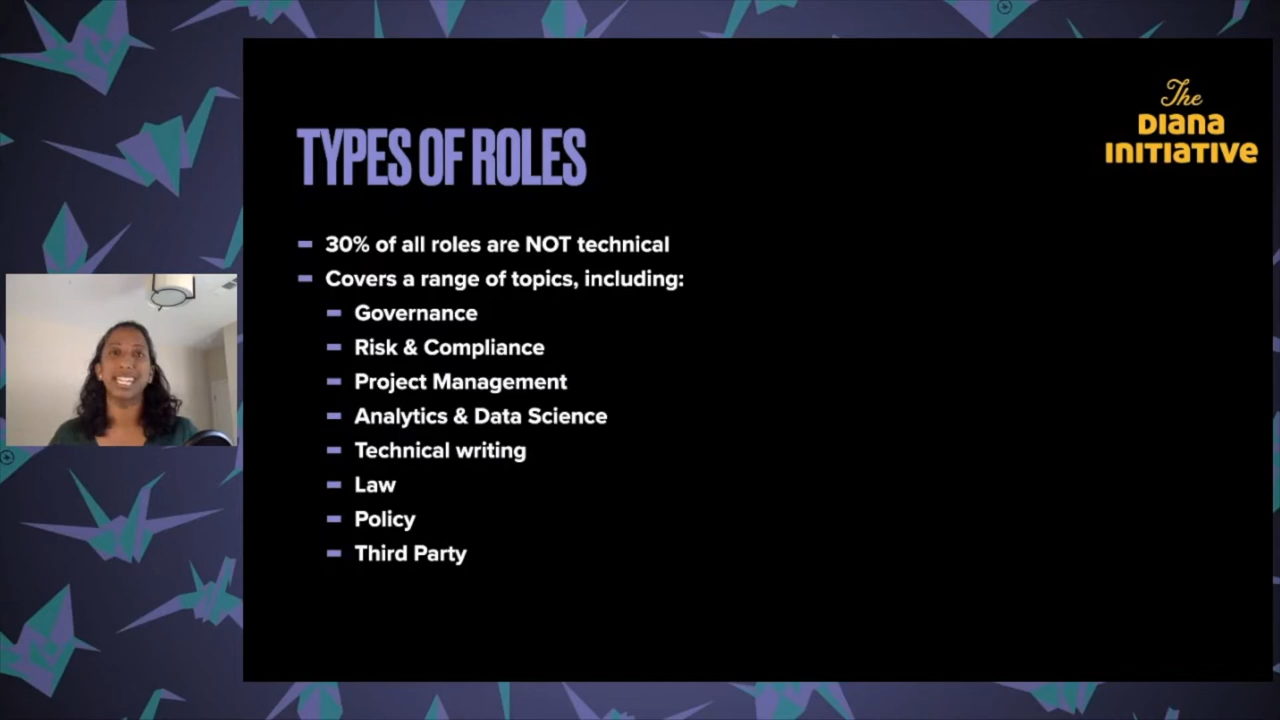 The
Diana
Initiative
TYPES OF ROLES
30% of all roles are NOT technical
Covers a range of topics, including:
Governance
Risk & Compliance
Project Management
Analytics & Data Science
Technical writing
Law
Policy
Third Party